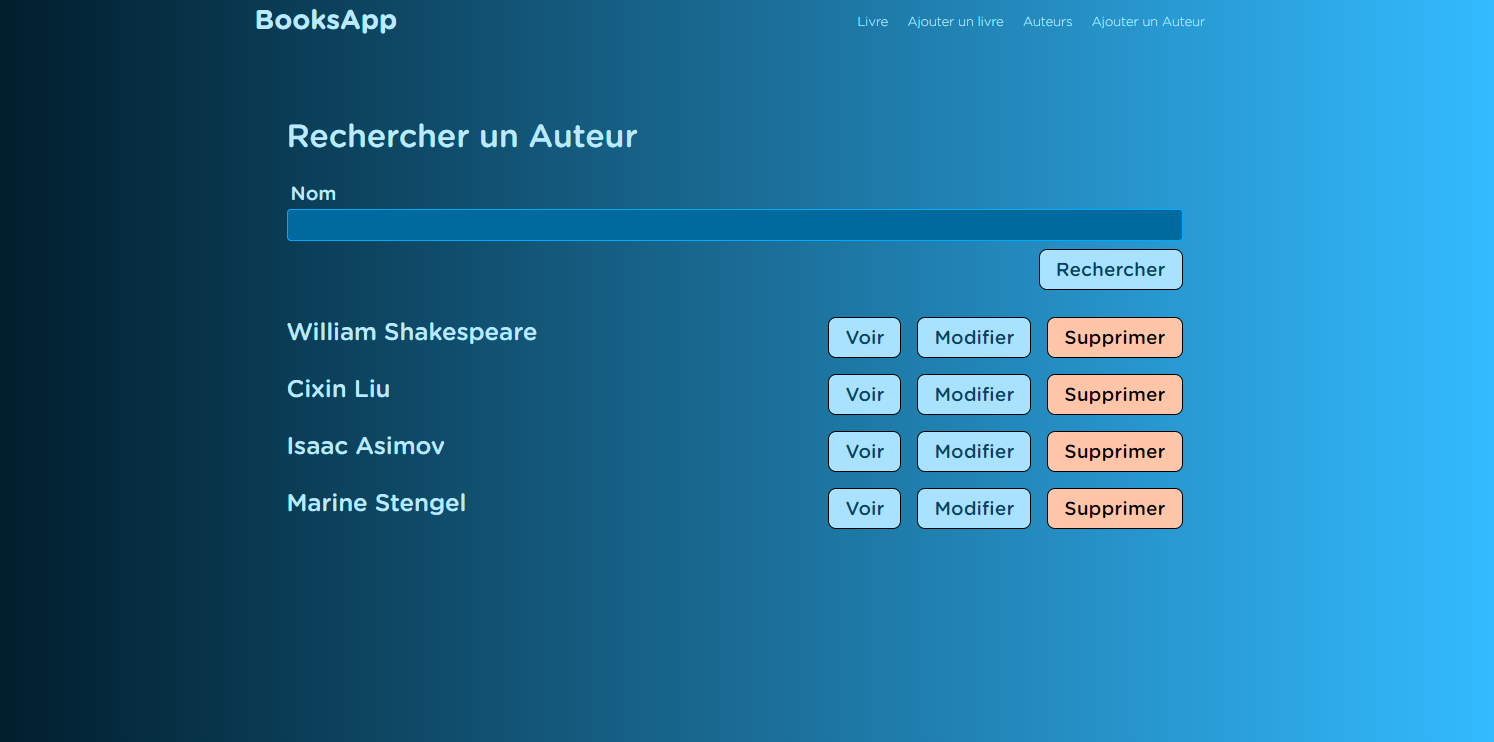 BooksApp
Livre Ajouter un livre Auteurs Ajouter un Auteur
Rechercher un Auteur
Nom
Rechercher
William Shakespeare Voir Modifier Supprimer
Cixin Liu Voir Modifier Supprimer
Isaac Asimov Voir Modifier Supprimer
Marine Stengel Voir Modifier Supprimer